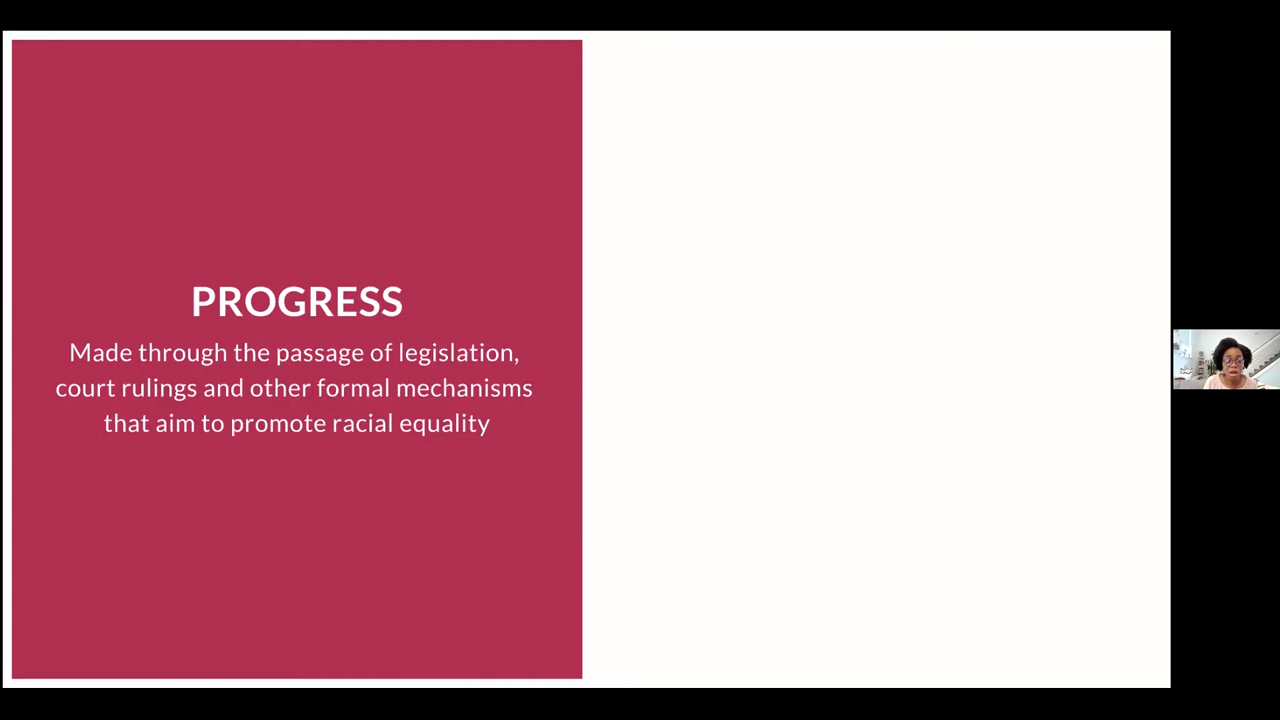 PROGRESS
Made through the passage of legislation,
court rulings and other formal mechanisms
that aim to promote racial equality